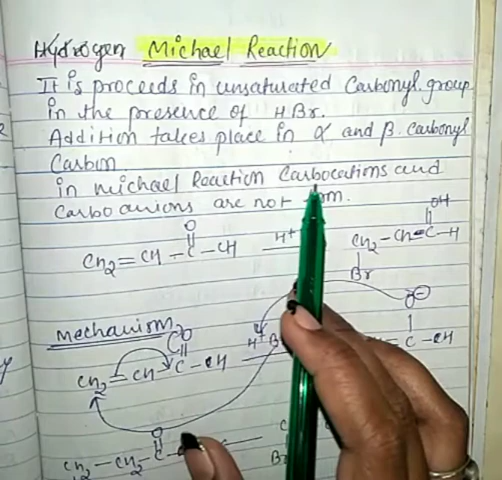 Hydrogen Michael Reaction
It is proceeds in unsaturated Carbonyl group
in the presence of HBr.
Addition takes place in α and β Carbonyl
Carbon
in michael Reaction Carbocations and
Carbo anions are not
CH2=CH-C-CH H+ CH2-CH=C-H
O
OH
Br
Mechanism
CH2=CH-C-CH H+ C-CH
O
O⊖
CH2-CH2-C
O
Br